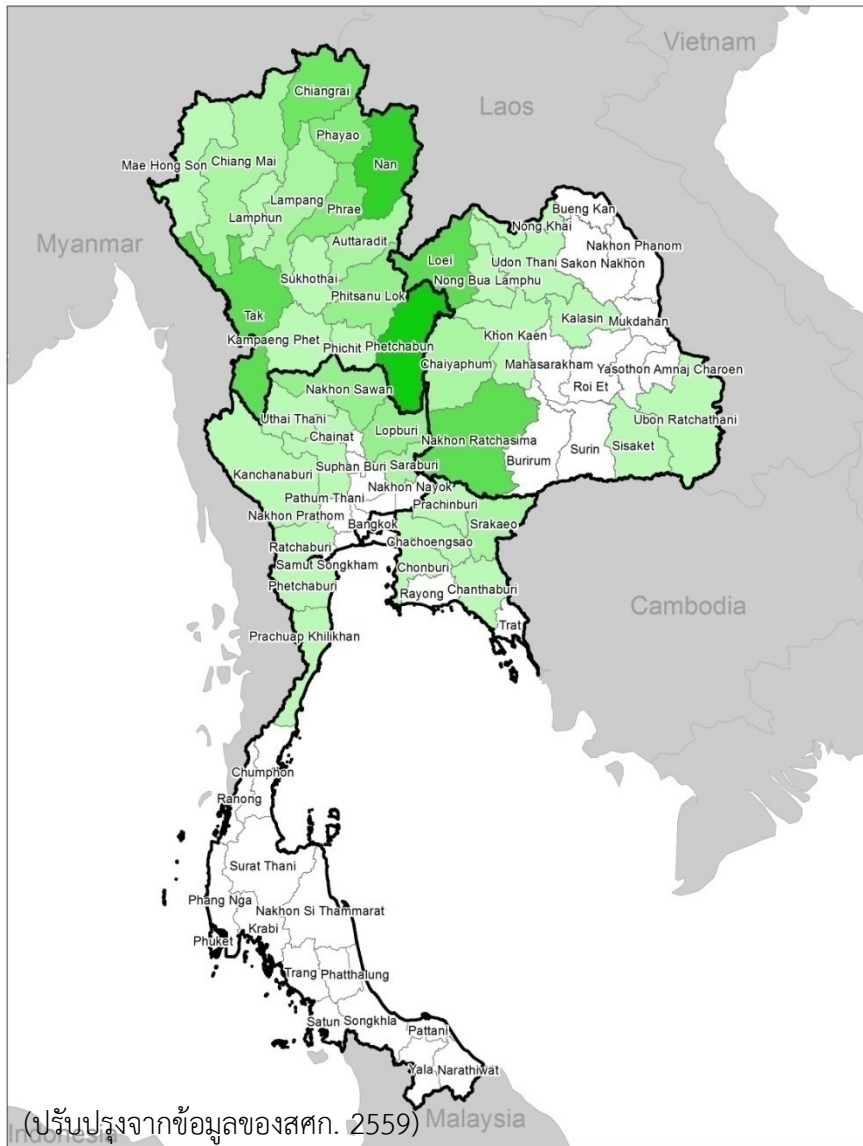 Vietnam
Laos
Chiangrai
Phayao
Nan
Mae Hong Son
Chiang Mai
Lampang
Lamphun
Phrae
Bueng Kan
Nong Khai
Auttaradit
Myanmar
Nakhon Phanom
Loei
Udon Thani
Sakon Nakhon
Nong Bua Lamphu
Sukhothai
Phitsanu Lok
Tak
Kalasin
Mukdahan
Kampaeng Phet
Phichit
Phetchabun
Khon Kaen
Chaiyaphum
Mahasarakham
Yasothon
Amnaj Charoen
Roi Et
Nakhon Sawan
Ubon Ratchathani
Uthai Thani
Lopburi
Chainat
Nakhon Ratchasima
Surin
Sisaket
Burirum
Suphan Buri
Saraburi
Kanchanaburi
Nakhon Nayok
Pathum Thani
Prachinburi
Nakhon Prathom
Bangkok
Srakaeo
Ratchaburi
Chachoengsao
Samut Songkham
Chonburi
Phetchaburi
Rayong
Chanthaburi
Cambodia
Trat
Prachuap Khilikhan
Chumphon
Ranong
Surat Thani
Phang Nga
Nakhon Si Thammarat
Krabi
Phuket
Trang
Phatthalung
Satun
Songkhla
Pattani
Yala
Narathiwat
(ปรับปรุงจากข้อมูลของสศก. 2559)
Malaysia
Indonesia